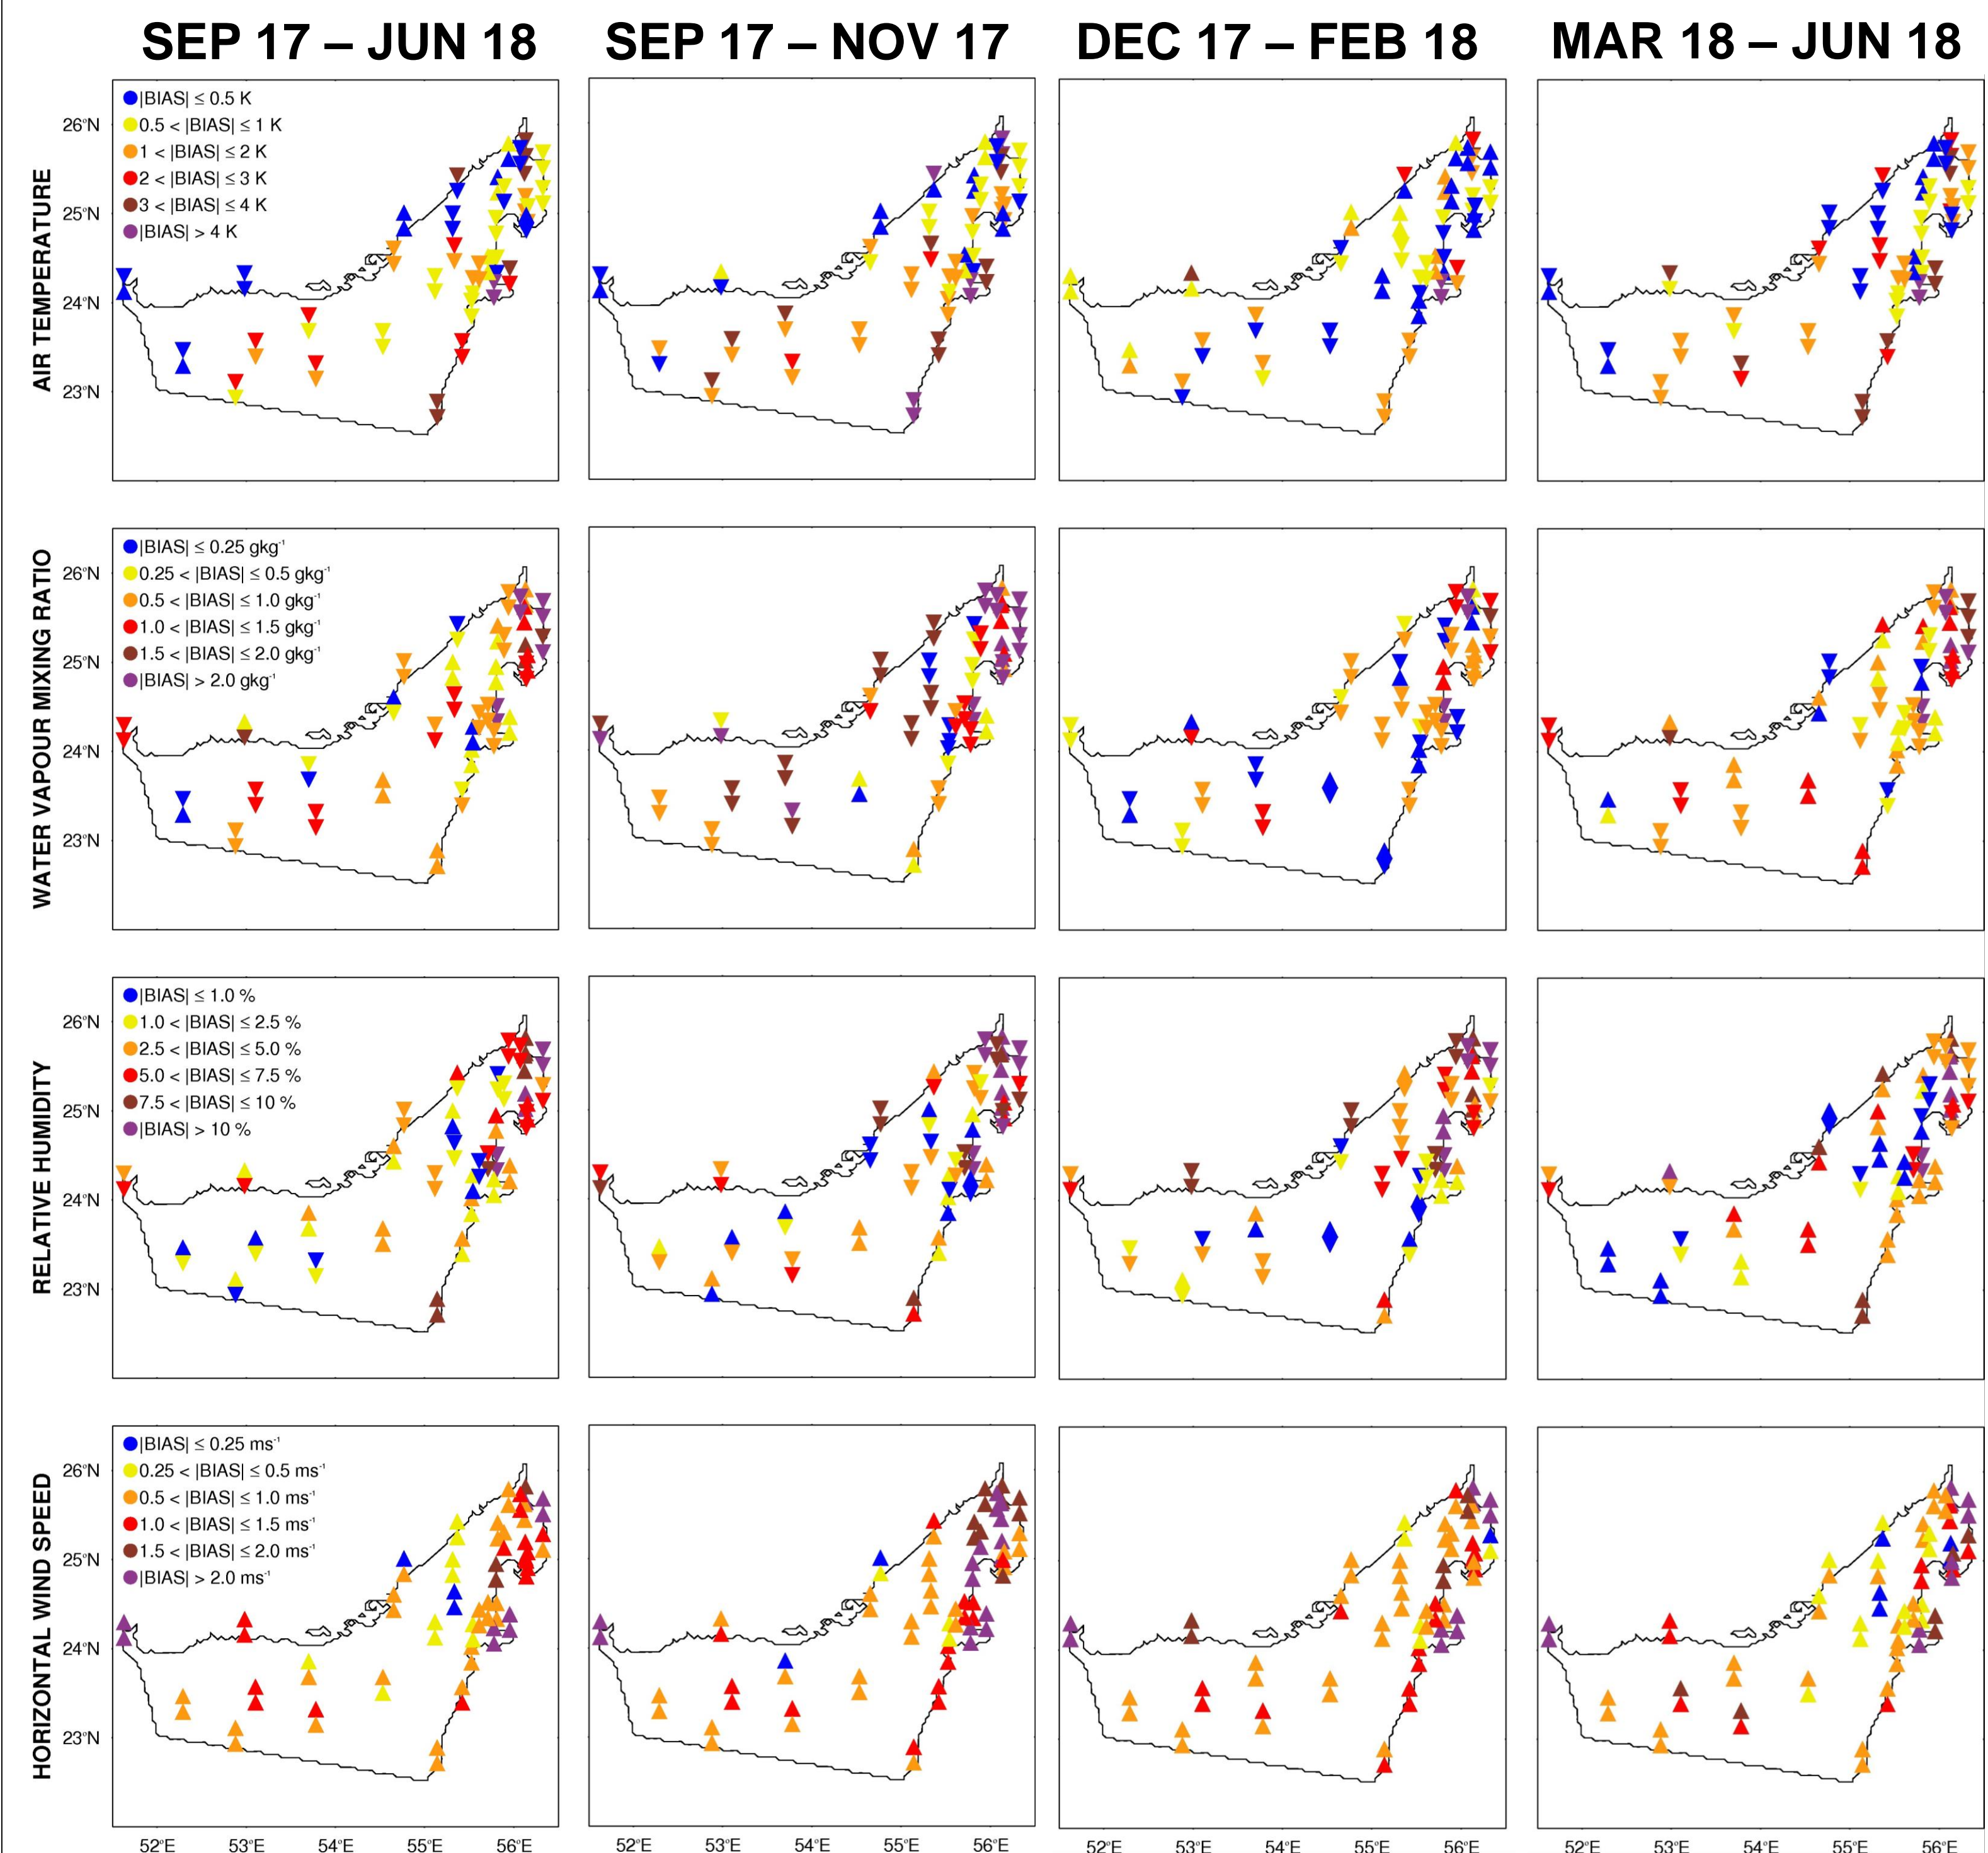 SEP 17 – JUN 18
SEP 17 – NOV 17
DEC 17 – FEB 18
MAR 18 – JUN 18
AIR TEMPERATURE
|BIAS| ≤ 0.5 K
0.5 < |BIAS| ≤ 1 K
1 < |BIAS| ≤ 2 K
2 < |BIAS| ≤ 3 K
3 < |BIAS| ≤ 4 K
|BIAS| > 4 K
26°N
25°N
24°N
23°N
WATER VAPOUR MIXING RATIO
|BIAS| ≤ 0.25 gkg⁻¹
0.25 < |BIAS| ≤ 0.5 gkg⁻¹
0.5 < |BIAS| ≤ 1.0 gkg⁻¹
1.0 < |BIAS| ≤ 1.5 gkg⁻¹
1.5 < |BIAS| ≤ 2.0 gkg⁻¹
|BIAS| > 2.0 gkg⁻¹
26°N
25°N
24°N
23°N
RELATIVE HUMIDITY
|BIAS| ≤ 1.0 %
1.0 < |BIAS| ≤ 2.5 %
2.5 < |BIAS| ≤ 5.0 %
5.0 < |BIAS| ≤ 7.5 %
7.5 < |BIAS| ≤ 10 %
|BIAS| > 10 %
26°N
25°N
24°N
23°N
HORIZONTAL WIND SPEED
|BIAS| ≤ 0.25 ms⁻¹
0.25 < |BIAS| ≤ 0.5 ms⁻¹
0.5 < |BIAS| ≤ 1.0 ms⁻¹
1.0 < |BIAS| ≤ 1.5 ms⁻¹
1.5 < |BIAS| ≤ 2.0 ms⁻¹
|BIAS| > 2.0 ms⁻¹
26°N
25°N
24°N
23°N
52°E 53°E 54°E 55°E 56°E
52°E 53°E 54°E 55°E 56°E
52°E 53°E 54°E 55°E 56°E
52°E 53°E 54°E 55°E 56°E